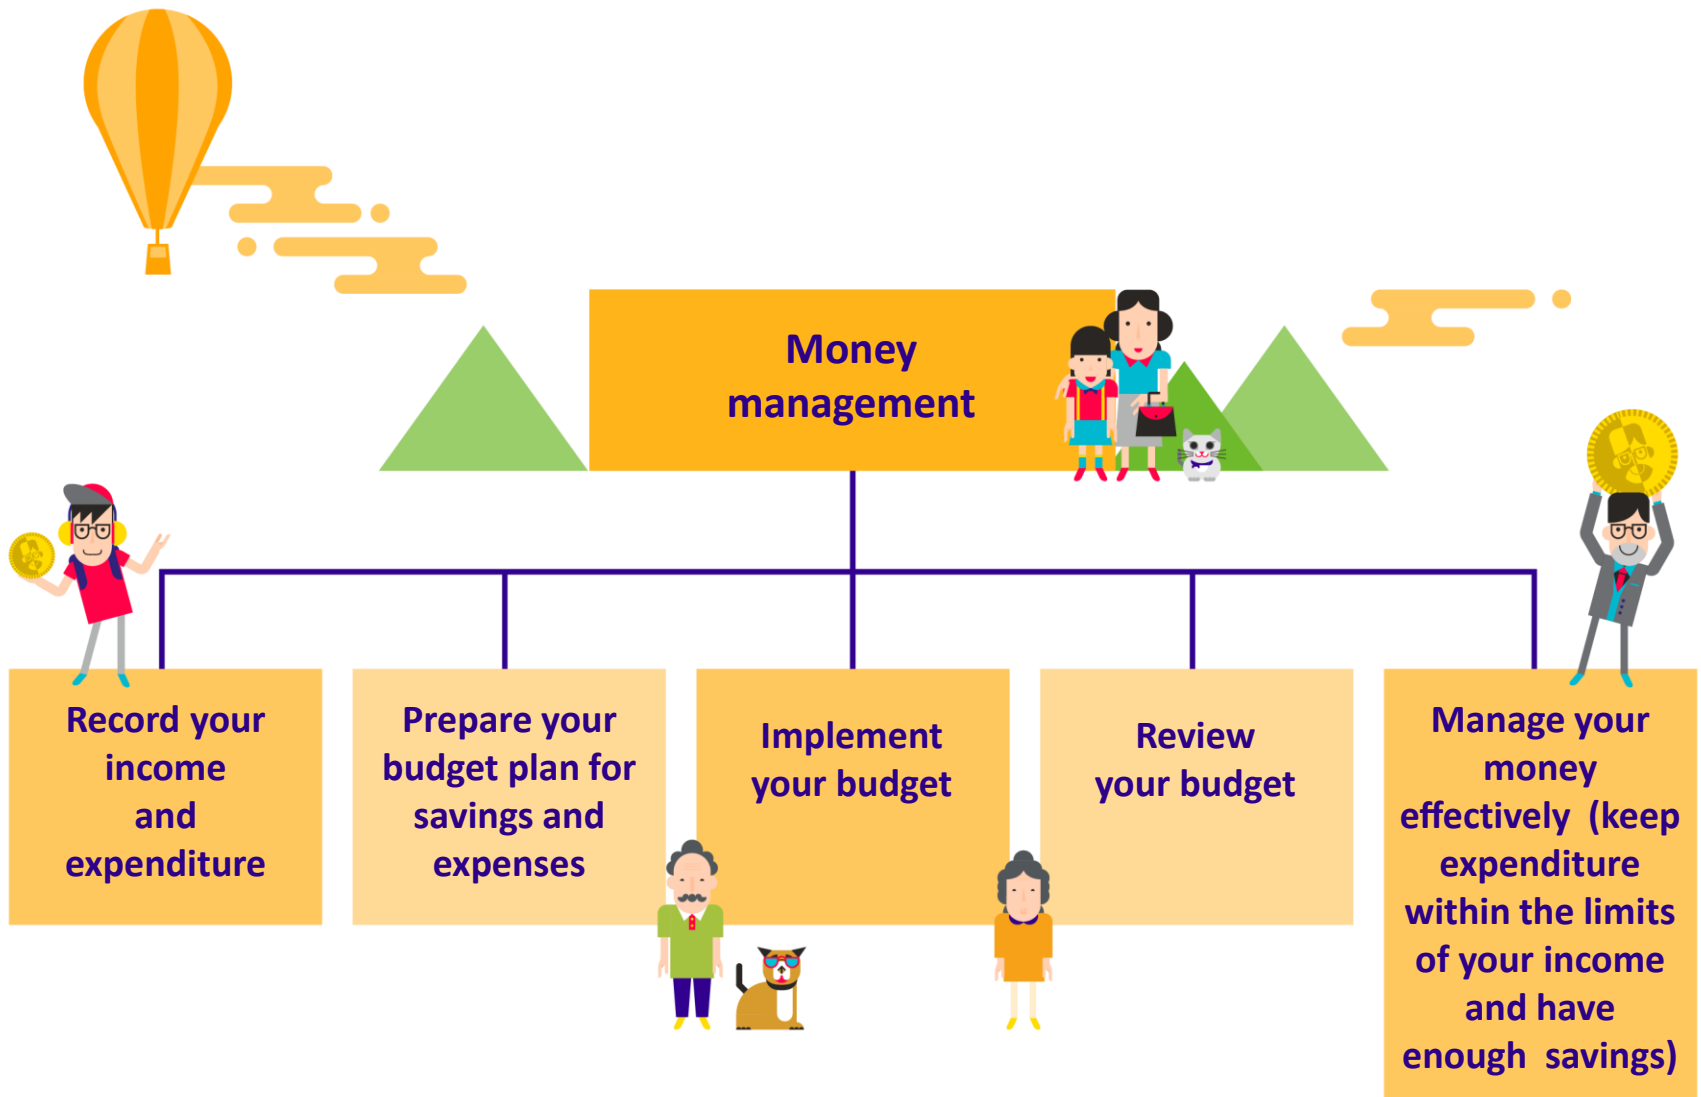 Money
management
Record your
income
and
expenditure
Prepare your
budget plan for
savings and
expenses
Implement
your budget
Review
your budget
Manage your
money
effectively  (keep
expenditure
within the limits
of your income
and have
enough  savings)